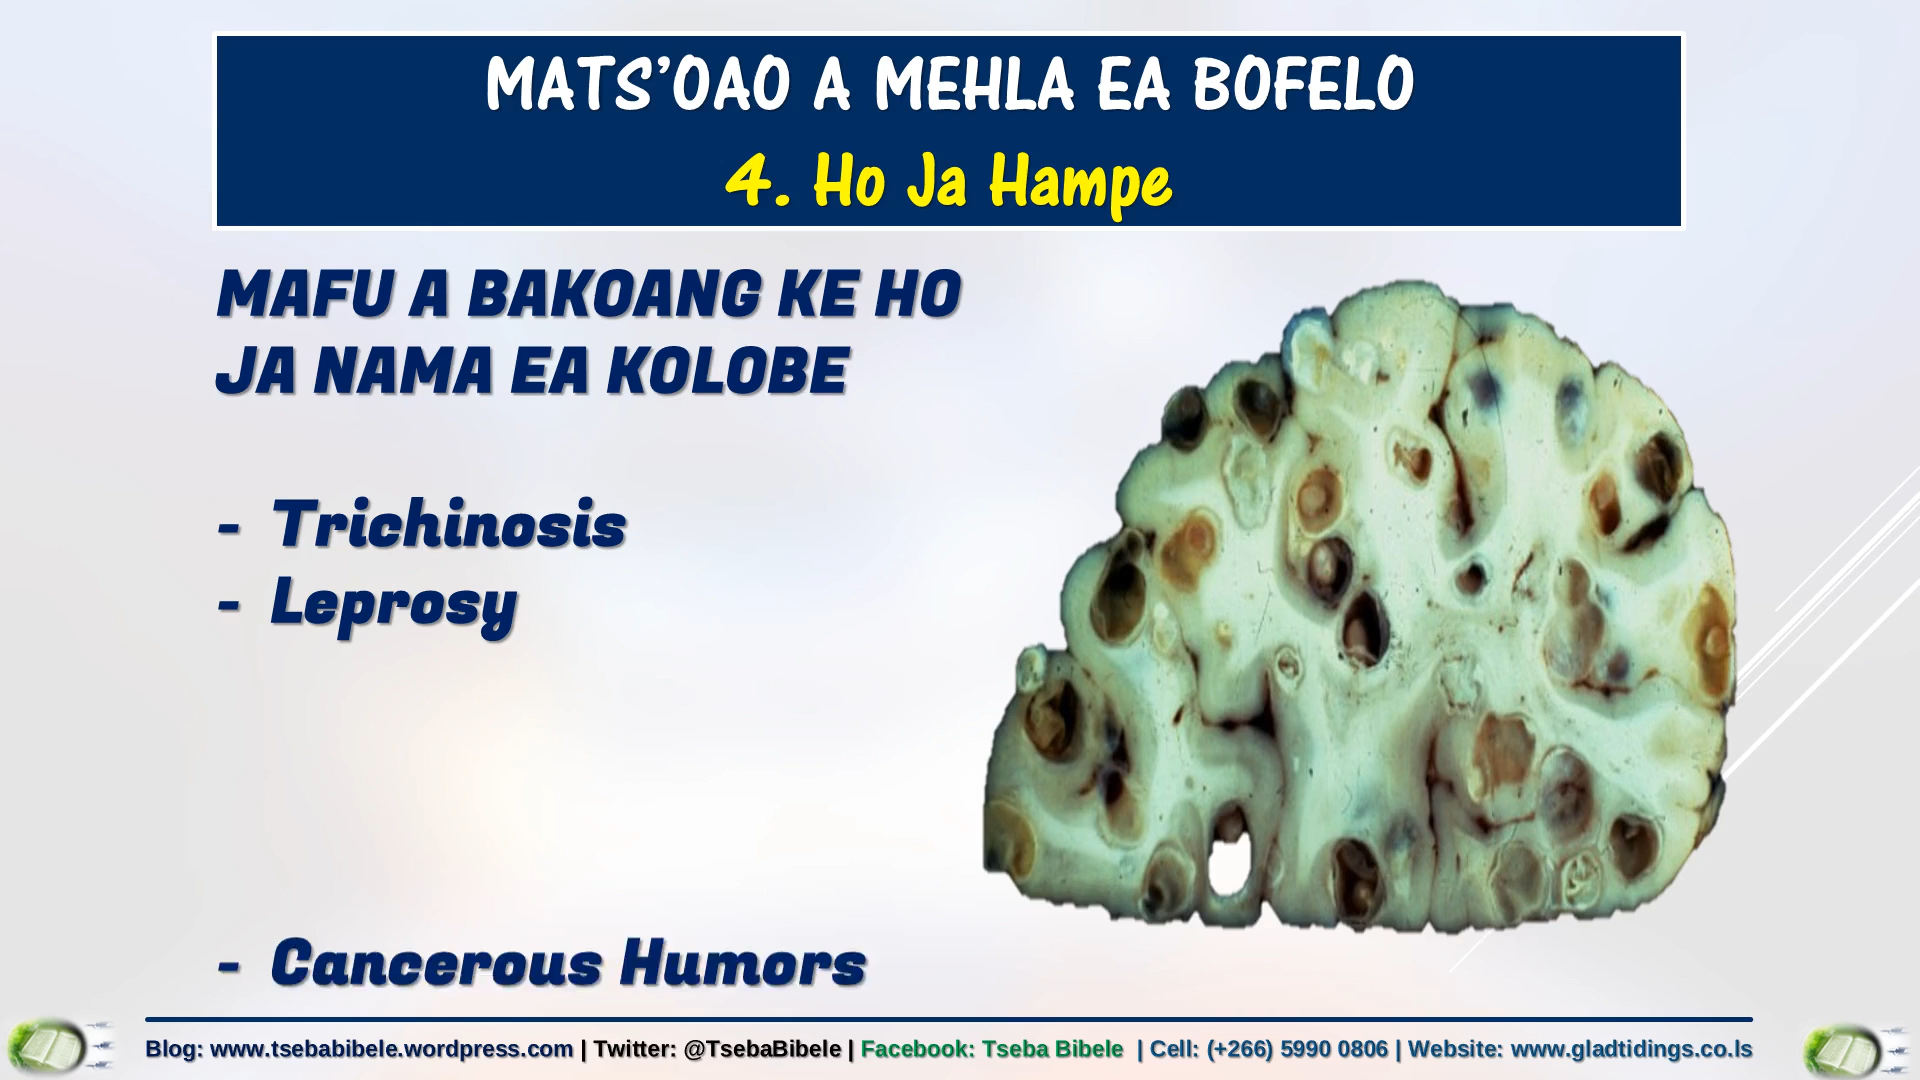 MATS’OAO A MEHLA EA BOFELO
4. Ho Ja Hampe
MAFU A BAKOANG KE HO
JA NAMA EA KOLOBE
- Trichinosis
- Leprosy
- Cancerous Humors
Blog: www.tsebabibele.wordpress.com | Twitter: @TsebaBibele | Facebook: Tseba Bibele | Cell: (+266) 5990 0806 | Website: www.gladtidings.co.ls